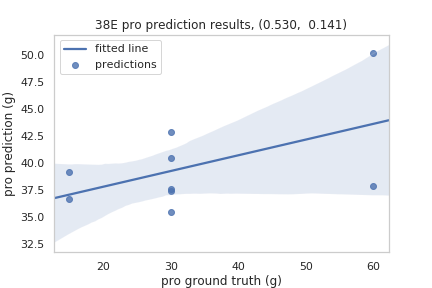 38E pro prediction results, (0.530,  0.141)
fitted line
predictions
50.0
47.5
45.0
42.5
40.0
37.5
35.0
32.5
pro prediction (g)
20 30 40 50 60
pro ground truth (g)